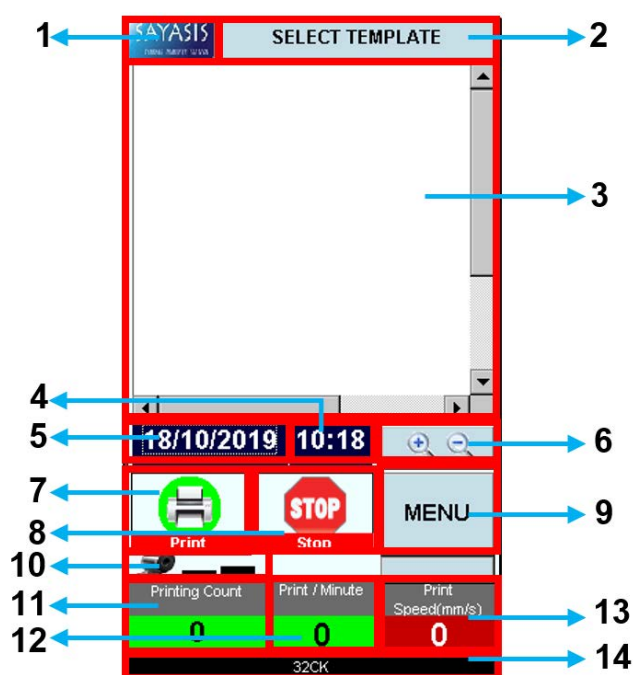 1
SAYASIS
SELECT TEMPLATE
2
3
4
5
18/10/2019
10:18
6
7
Print
8
STOP
Stop
MENU
9
10
11
Printing Count
0
12
Print / Minute
0
Print
Speed(mm/s)
0
13
32CK
14